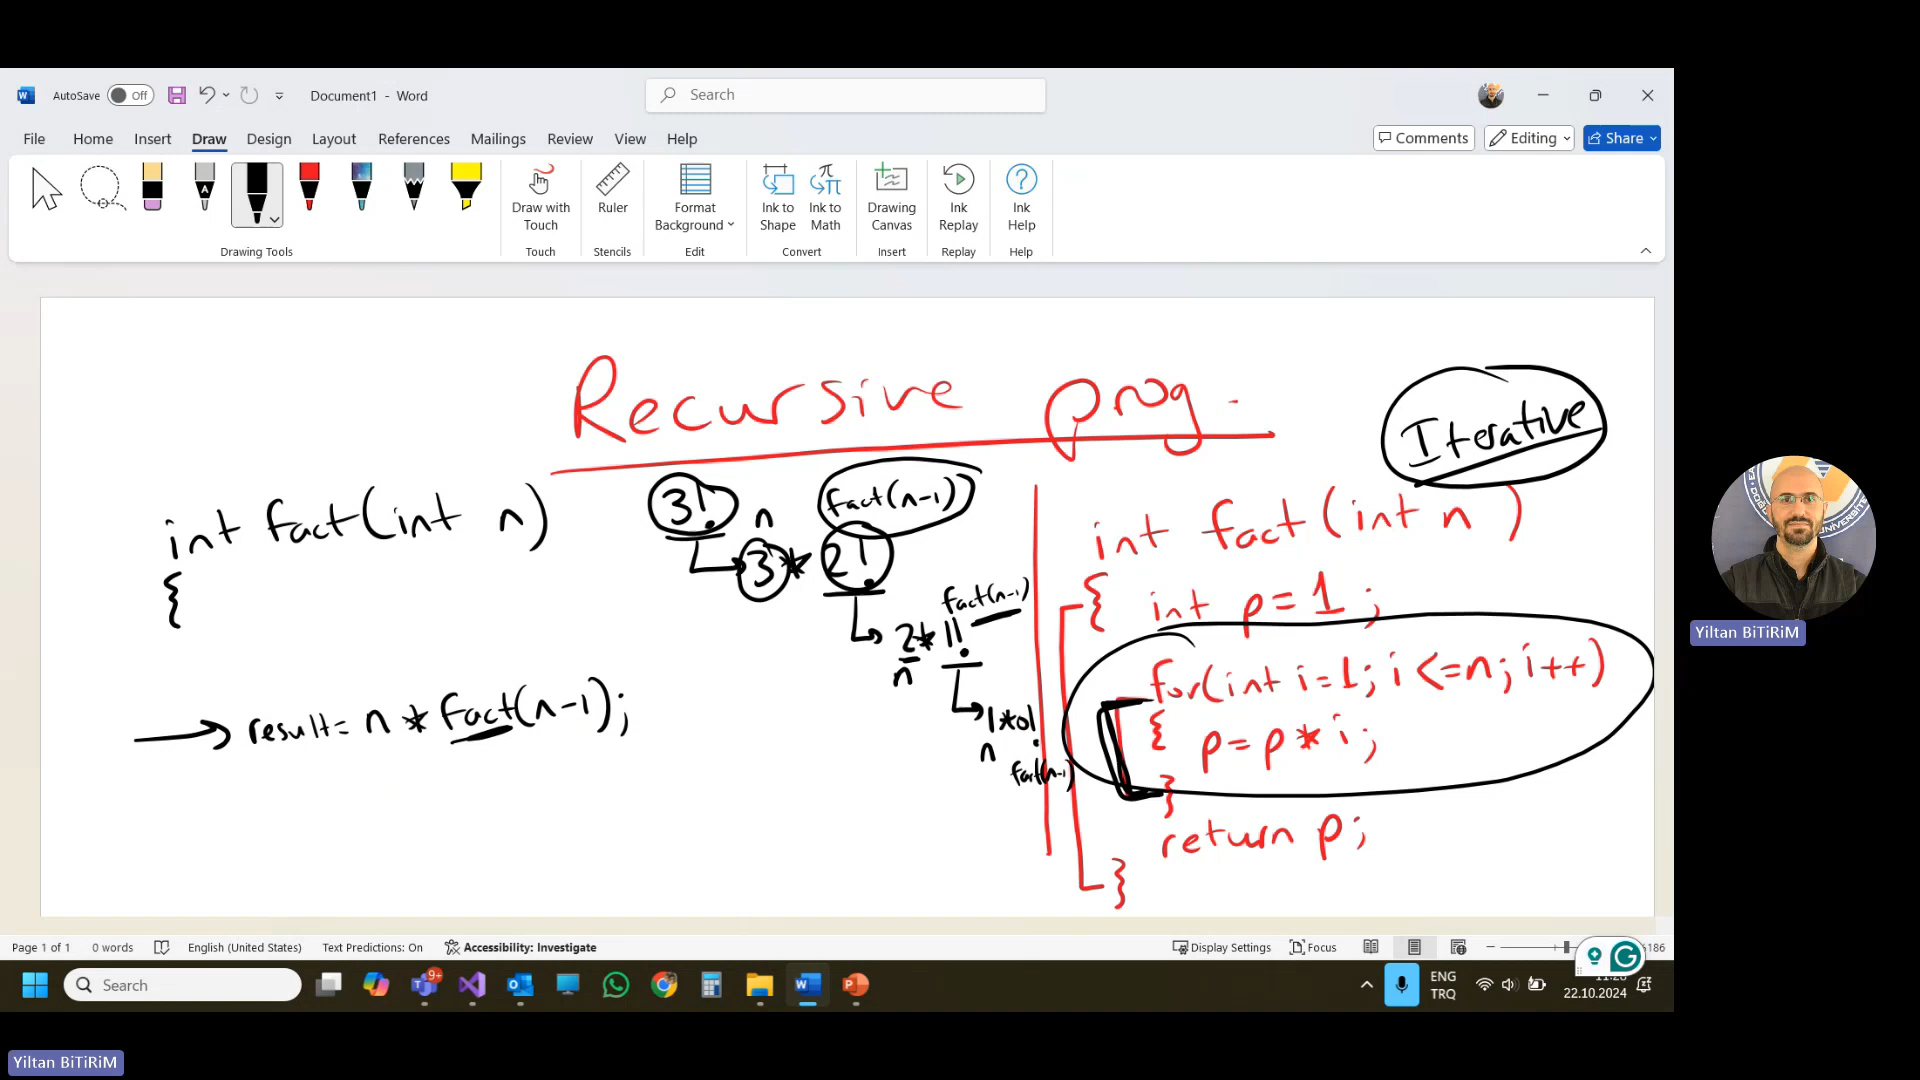 AutoSave Off Document1 - Word Search
File Home Insert Draw Design Layout References Mailings Review View Help Comments Editing Share
Draw with Touch
Ruler
Format Background
Ink to Shape
Ink to Math
Drawing Canvas
Ink Replay
Ink Help
Drawing Tools Touch Stencils Edit Convert Insert Replay Help
Recursive prog.
Iterative
int fact(int n)
{
result= n * fact(n-1);
3!
n fact(n-1)
3 * 2!
fact(n-1)
2 * 1!
n
1*0!
n fact(n-1)
int fact(int n)
{ int p=1;
for(int i=1; i<=n; i++)
{ p=p*i;
}
return p;
}
Yiltan BiTiRiM
Page 1 of 1 0 words English (United States) Text Predictions: On Accessibility: Investigate Display Settings Focus
Search 9+ ENG
TRQ
22.10.2024
Yiltan BiTiRiM